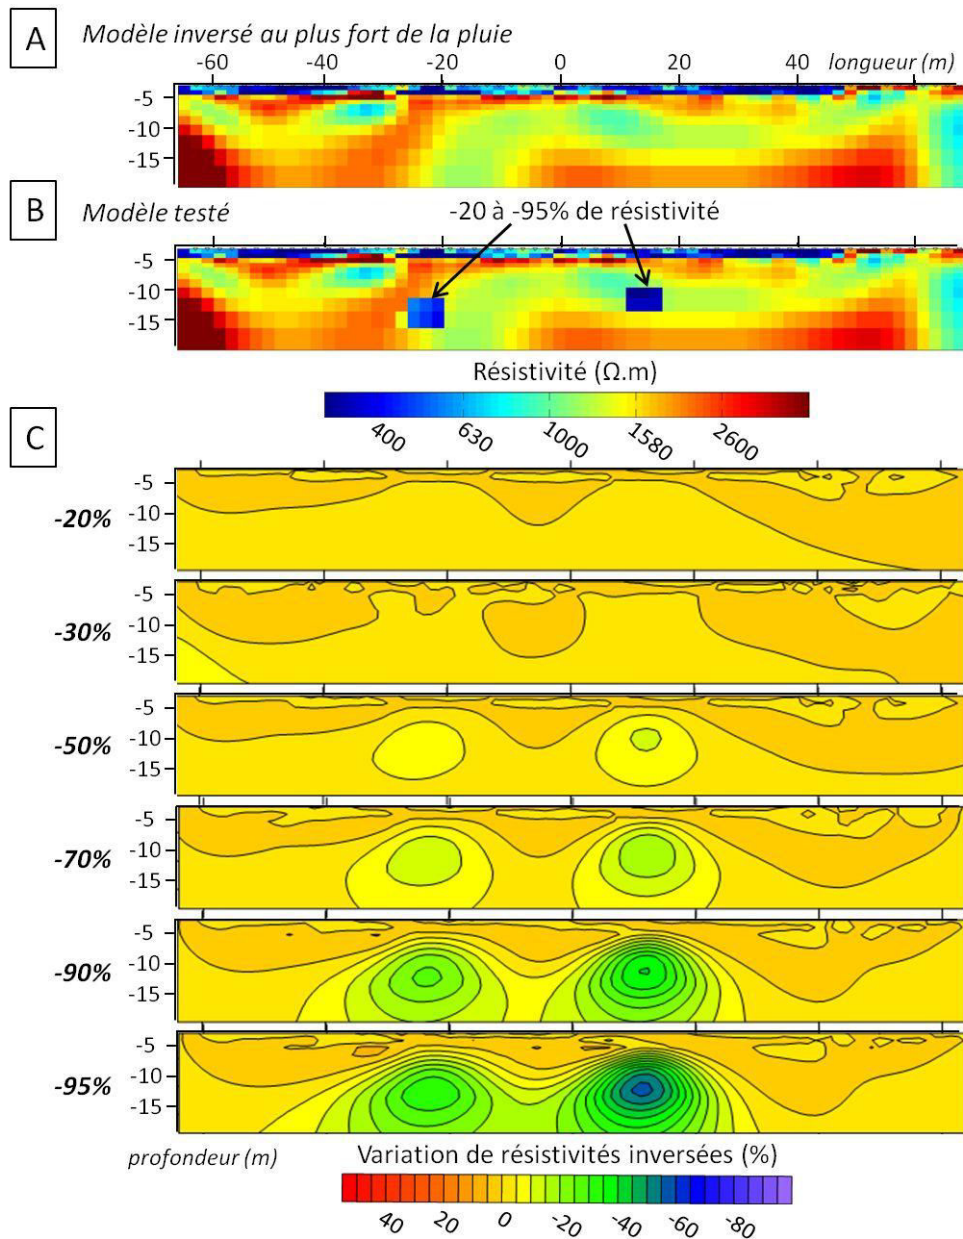 A
Modèle inversé au plus fort de la pluie
-60 -40 -20 0 20 40 longueur (m)
-5
-10
-15
B
Modèle testé
-20 à -95% de résistivité
-5
-10
-15
Résistivité (Ω.m)
400 630 1000 1580 2600
C
-20%
-5
-10
-15
-30%
-5
-10
-15
-50%
-5
-10
-15
-70%
-5
-10
-15
-90%
-5
-10
-15
-95%
-5
-10
-15
profondeur (m)
Variation de résistivités inversées (%)
40 20 0 -20 -40 -60 -80